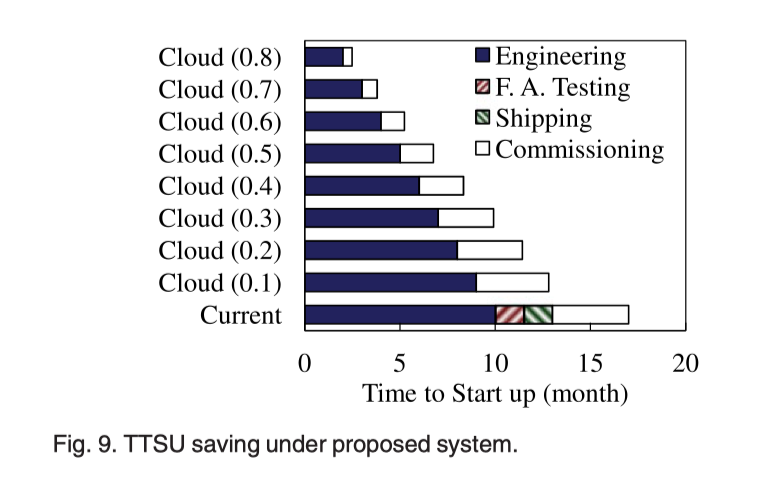 Cloud (0.8)
Cloud (0.7)
Cloud (0.6)
Cloud (0.5)
Cloud (0.4)
Cloud (0.3)
Cloud (0.2)
Cloud (0.1)
Current
Engineering
F. A. Testing
Shipping
Commissioning
0 5 10 15 20
Time to Start up (month)
Fig. 9. TTSU saving under proposed system.